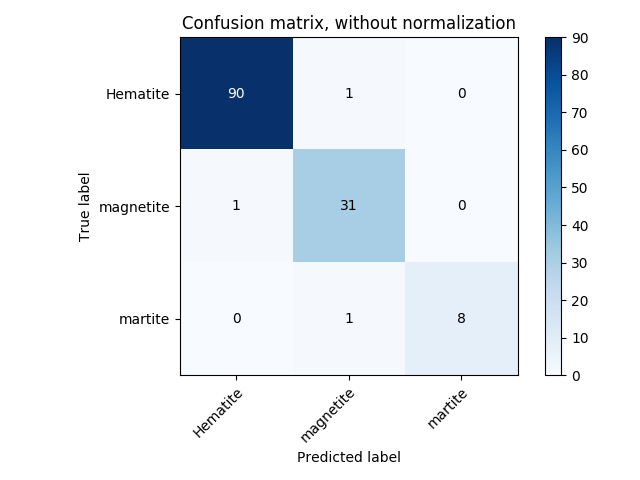 Confusion matrix, without normalization
True label
Hematite 90 1 0
magnetite 1 31 0
martite 0 1 8
Hematite magnetite martite
Predicted label
90
80
70
60
50
40
30
20
10
0